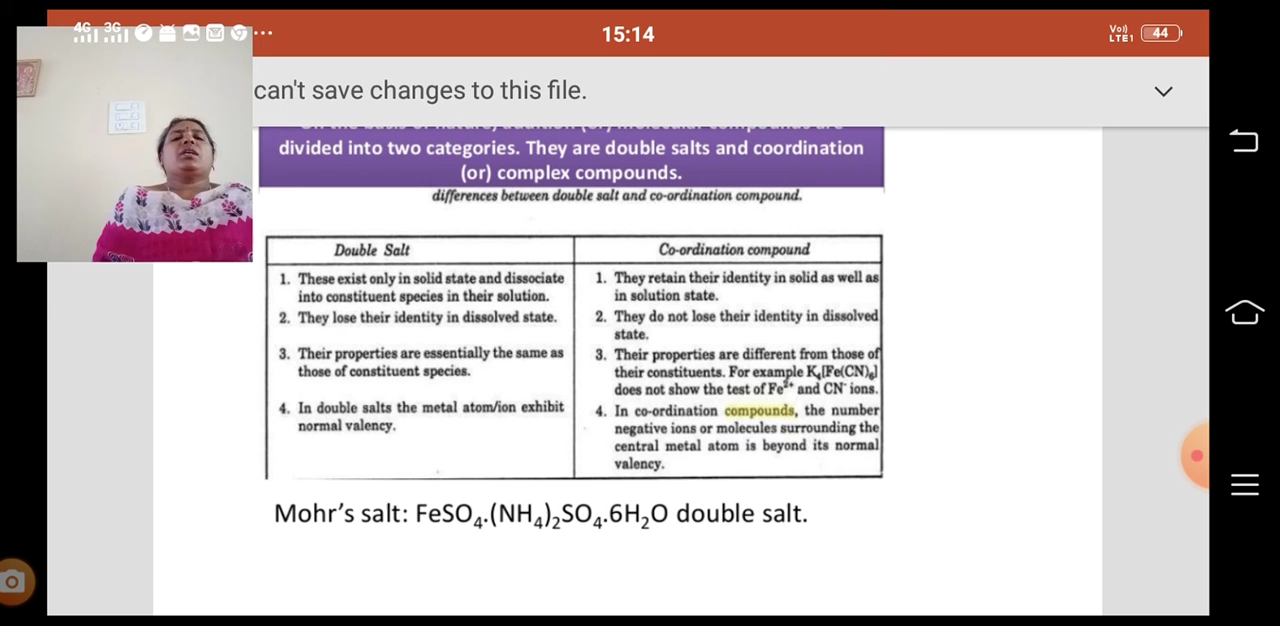 4G 3G
15:14
Vo))
LTE1
44
can't save changes to this file.
divided into two categories. They are double salts and coordination
(or) complex compounds.
differences between double salt and co-ordination compound.
Double Salt
1. These exist only in solid state and dissociate
into constituent species in their solution.
2. They lose their identity in dissolved state.
3. Their properties are essentially the same as
those of constituent species.
4. In double salts the metal atom/ion exhibit
normal valency.
Co-ordination compound
1. They retain their identity in solid as well as
in solution state.
2. They do not lose their identity in dissolved
state.
3. Their properties are different from those of
their constituents. For example K₄[Fe(CN)₆]
does not show the test of Fe²⁺ and CN⁻ ions.
4. In co-ordination compounds, the number
negative ions or molecules surrounding the
central metal atom is beyond its normal
valency.
Mohr's salt: FeSO₄.(NH₄)₂SO₄.6H₂O double salt.